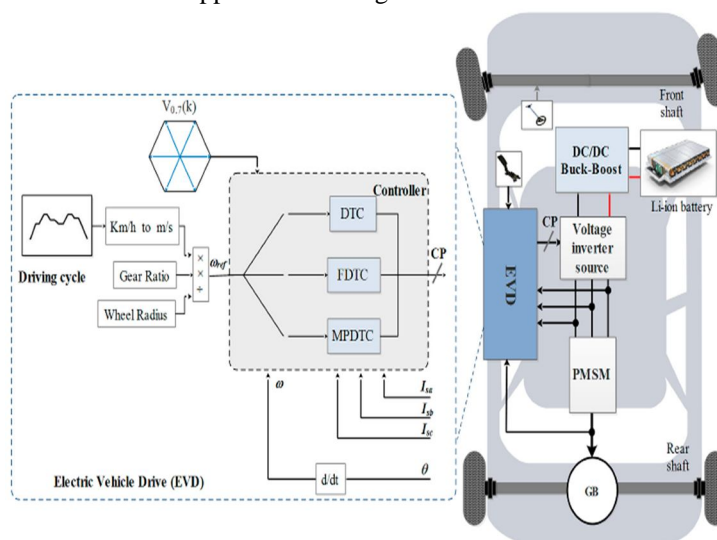 V0.7(k)
Controller
DTC
FDTC
MPDTC
CP
Driving cycle
Km/h to m/s
Gear Ratio
Wheel Radius
×
×
÷
ωref
ω
Isa
Isb
Isc
θ
d/dt
Electric Vehicle Drive (EVD)
Front
shaft
DC/DC
Buck-Boost
Li-ion battery
CP
Voltage
inverter
source
EVD
PMSM
Rear
shaft
GB